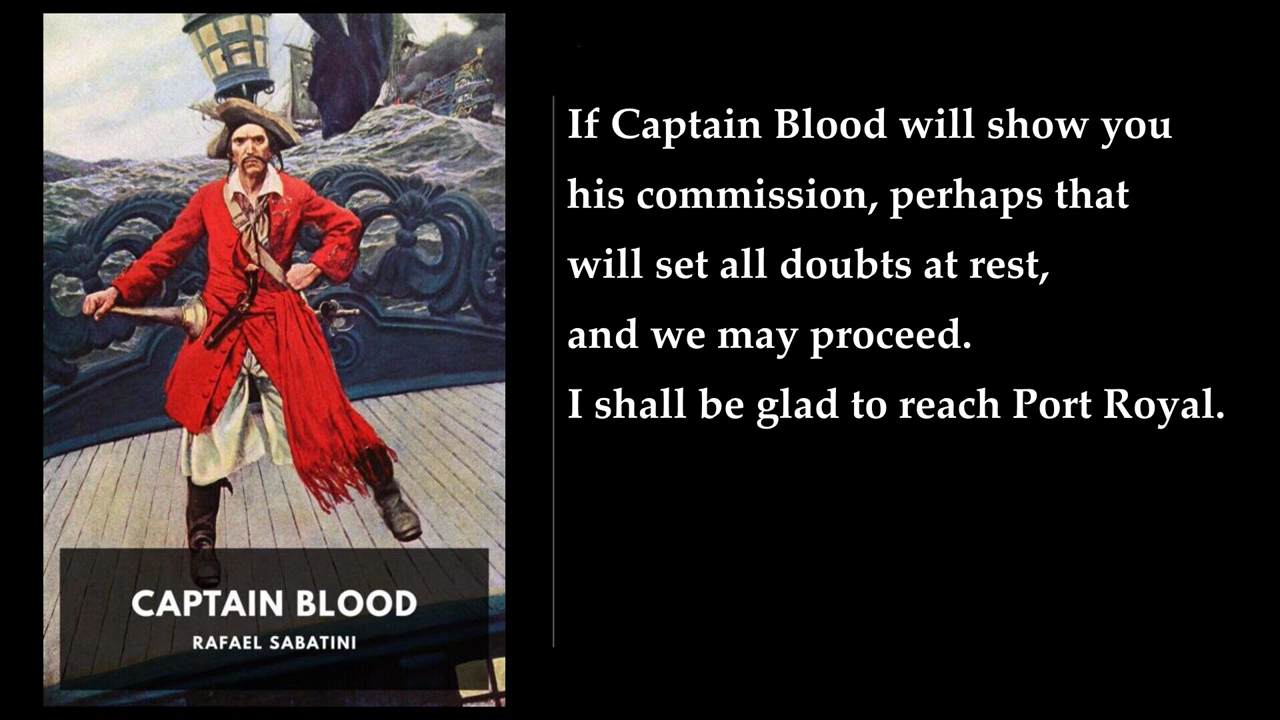 CAPTAIN BLOOD
RAFAEL SABATINI
If Captain Blood will show you
his commission, perhaps that
will set all doubts at rest,
and we may proceed.
I shall be glad to reach Port Royal.